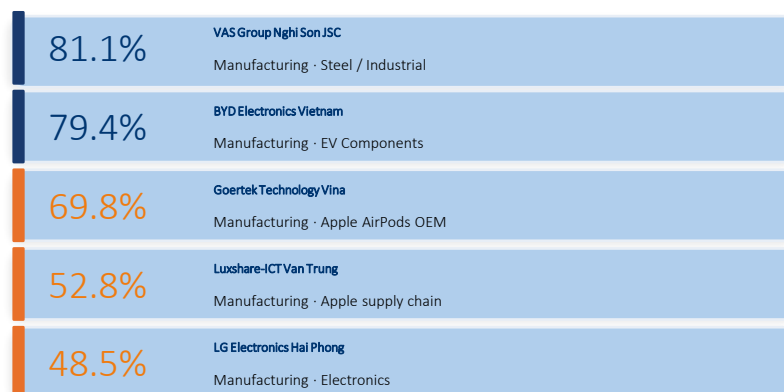 81.1%
VAS Group Nghi Son JSC
Manufacturing · Steel / Industrial
79.4%
BYD Electronics Vietnam
Manufacturing · EV Components
69.8%
Goertek Technology Vina
Manufacturing · Apple AirPods OEM
52.8%
Luxshare-ICT Van Trung
Manufacturing · Apple supply chain
48.5%
LG Electronics Hai Phong
Manufacturing · Electronics